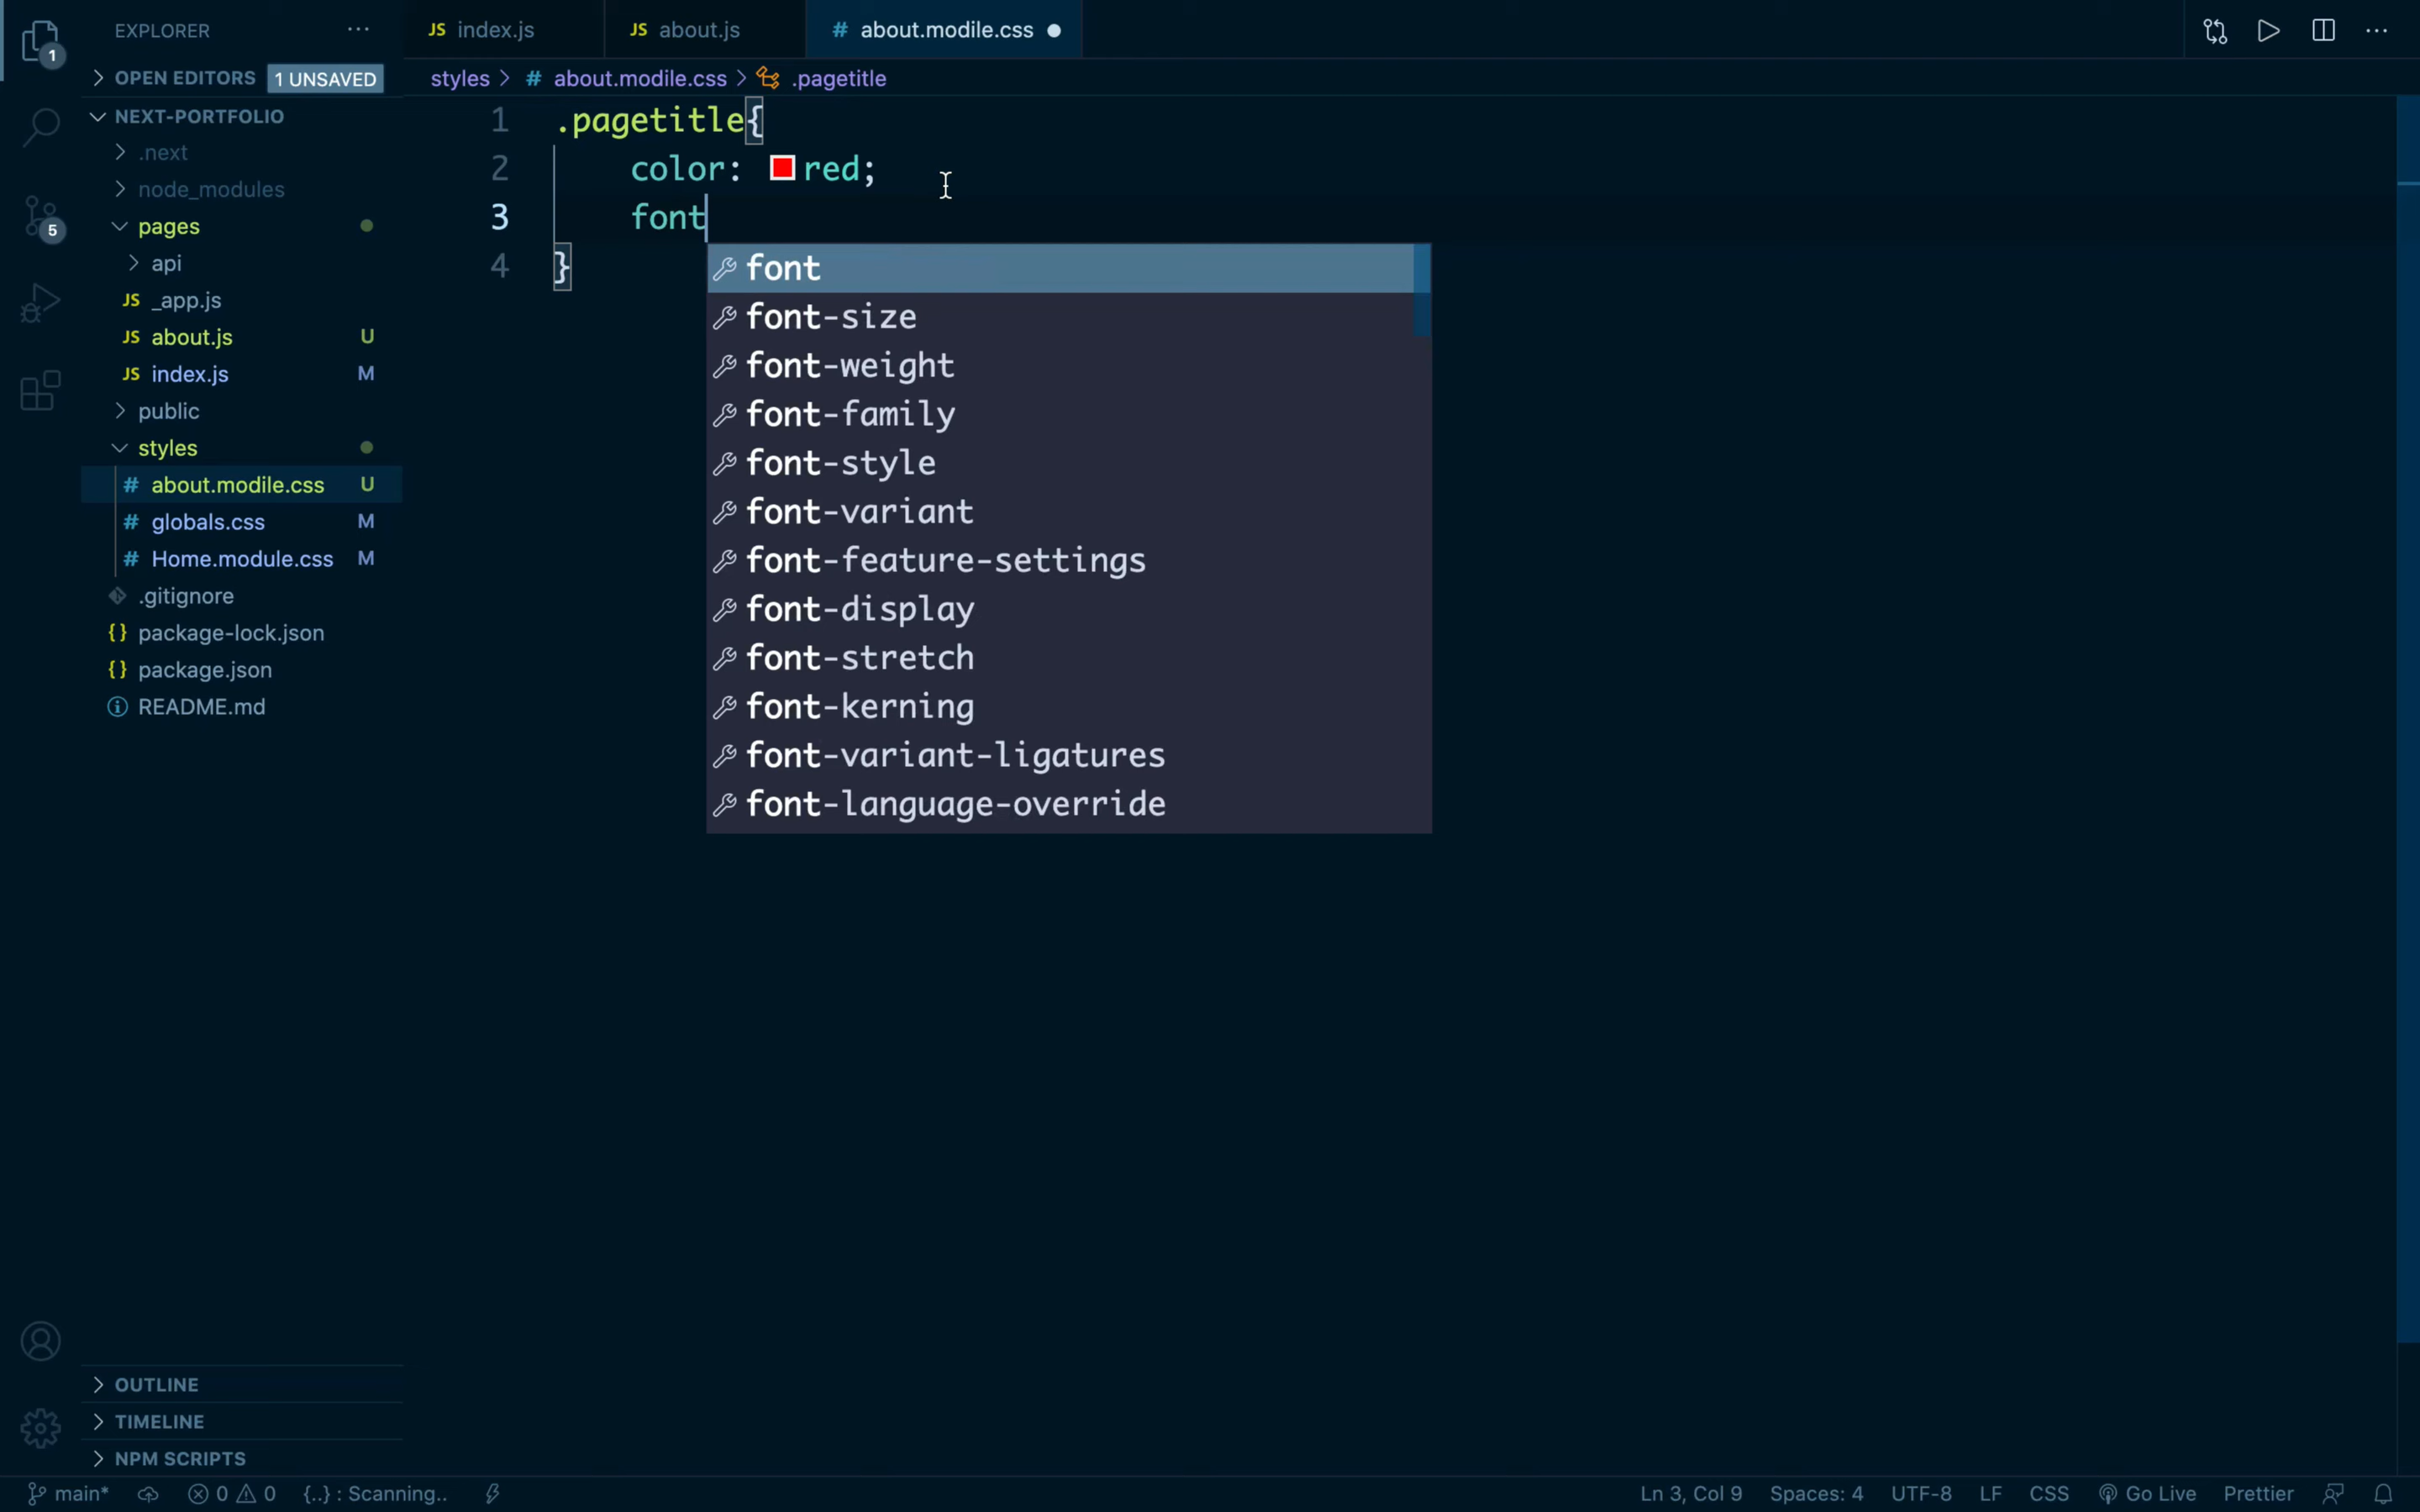 EXPLORER
JS index.js
JS about.js
# about.modile.css
1
OPEN EDITORS 1 UNSAVED
styles > # about.modile.css > .pagetitle
NEXT-PORTFOLIO
.next
node_modules
pages
api
JS _app.js
JS about.js U
JS index.js M
public
styles
# about.modile.css U
# globals.css M
# Home.module.css M
.gitignore
{} package-lock.json
{} package.json
README.md
5
1 .pagetitle{
2 color: red;
3 font
4 }
font
font-size
font-weight
font-family
font-style
font-variant
font-feature-settings
font-display
font-stretch
font-kerning
font-variant-ligatures
font-language-override
OUTLINE
TIMELINE
NPM SCRIPTS
main* 0 0 {..} : Scanning.. Ln 3, Col 9 Spaces: 4 UTF-8 LF CSS Go Live Prettier